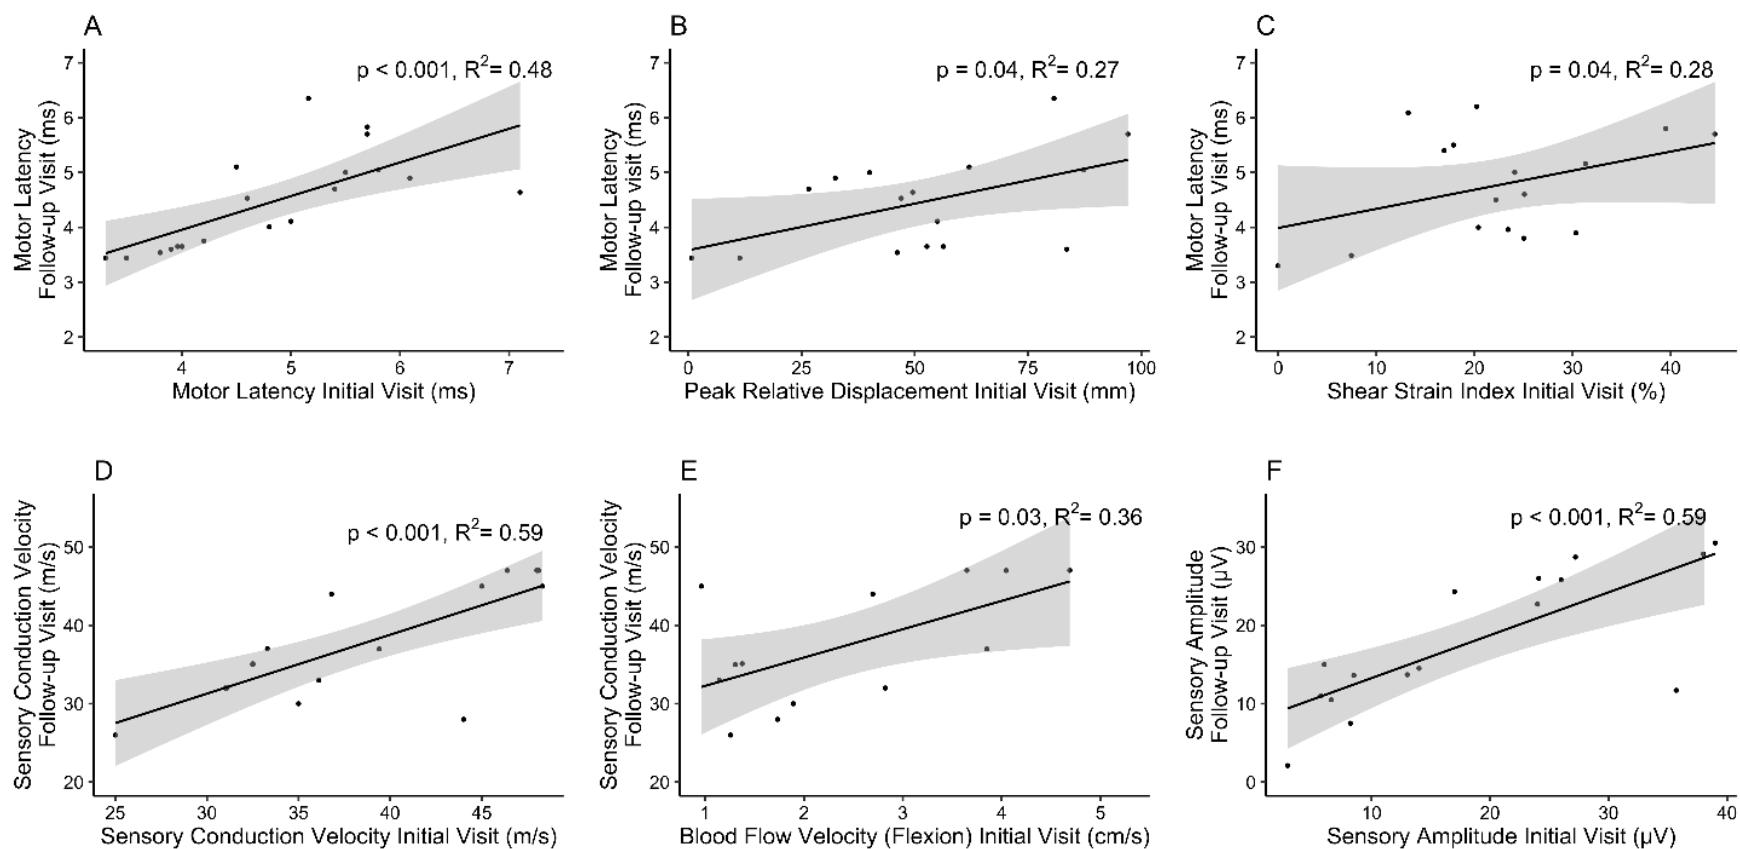 A
p < 0.001, R²= 0.48
Motor Latency
Follow-up Visit (ms)
7
6
5
4
3
2
4 5 6 7
Motor Latency Initial Visit (ms)
B
p = 0.04, R²= 0.27
Motor Latency
Follow-up Visit (ms)
7
6
5
4
3
2
0 25 50 75 100
Peak Relative Displacement Initial Visit (mm)
C
p = 0.04, R²= 0.28
Motor Latency
Follow-up Visit (ms)
7
6
5
4
3
2
0 10 20 30 40
Shear Strain Index Initial Visit (%)
D
p < 0.001, R²= 0.59
Sensory Conduction Velocity
Follow-up Visit (m/s)
50
40
30
20
25 30 35 40 45
Sensory Conduction Velocity Initial Visit (m/s)
E
p = 0.03, R²= 0.36
Sensory Conduction Velocity
Follow-up Visit (m/s)
50
40
30
20
1 2 3 4 5
Blood Flow Velocity (Flexion) Initial Visit (cm/s)
F
p < 0.001, R²= 0.59
Sensory Amplitude
Follow-up Visit (μV)
30
20
10
0
10 20 30 40
Sensory Amplitude Initial Visit (μV)